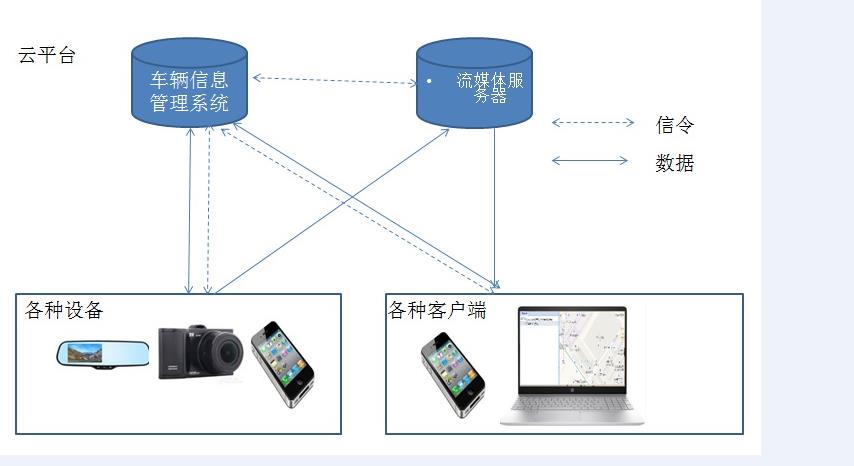 云平台
车辆信息
管理系统
• 流媒体服
务器
信令
数据
各种设备
各种客户端